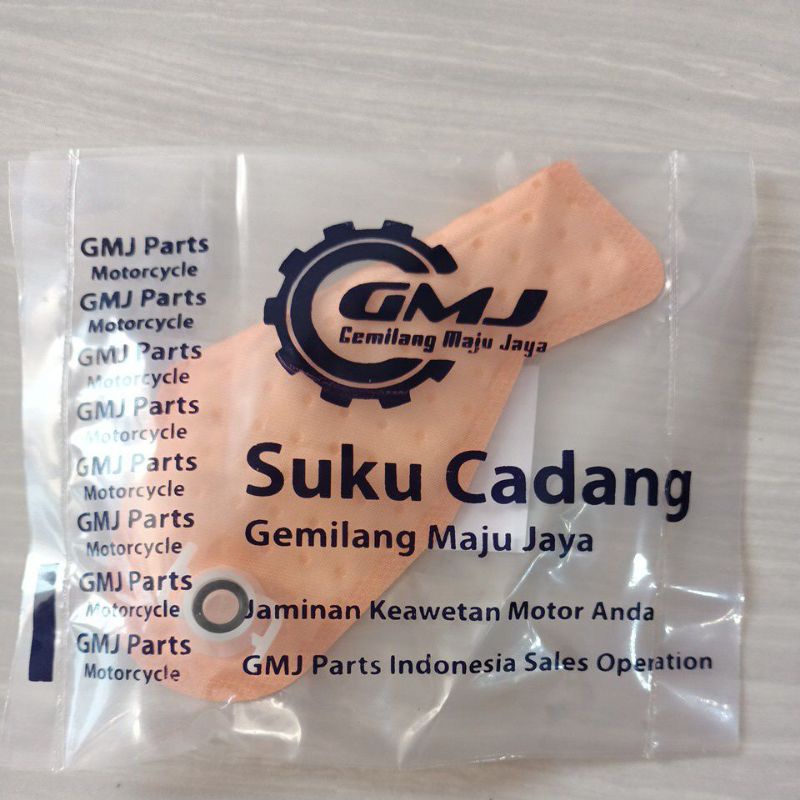 GMJ Parts
Motorcycle
GMJ Parts
Motorcycle
GMJ Parts
Motorcycle
GMJ Parts
Motorcycle
GMJ Parts
Motorcycle
GMJ Parts
Motorcycle
GMJ Parts
Motorcycle
GMJ Parts
Motorcycle
GMJ
Gemilang Maju Jaya
Suku Cadang
Gemilang Maju Jaya
Jaminan Keawetan Motor Anda
GMJ Parts Indonesia Sales Operation